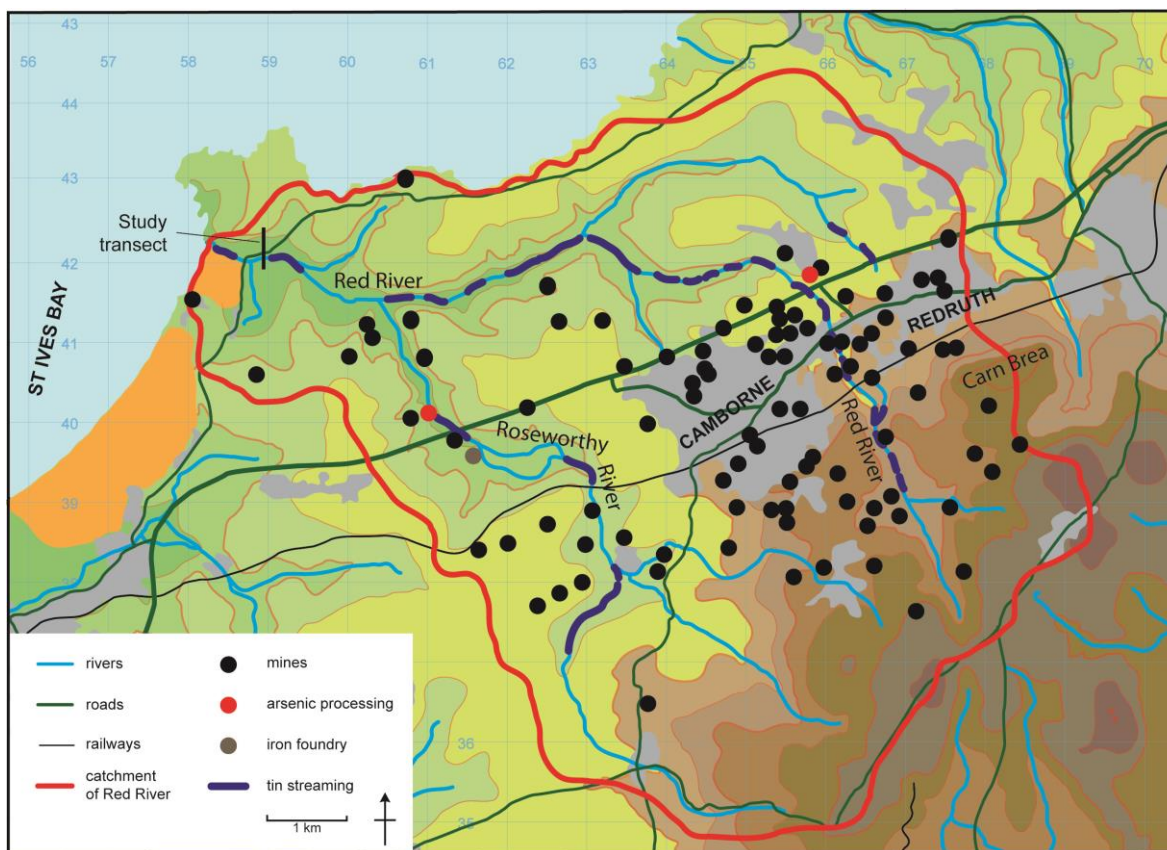 43
56 57 58 59 60 61 62 63 64 65 66 67 68 69 70
44
43
Study
transect
42
Red River
ST IVES BAY
41
REDRUTH
Carn Brea
CAMBORNE
40
Roseworthy
River
Red River
39
38
36
35
rivers
mines
roads
arsenic processing
railways
iron foundry
catchment
of Red River
tin streaming
1 km